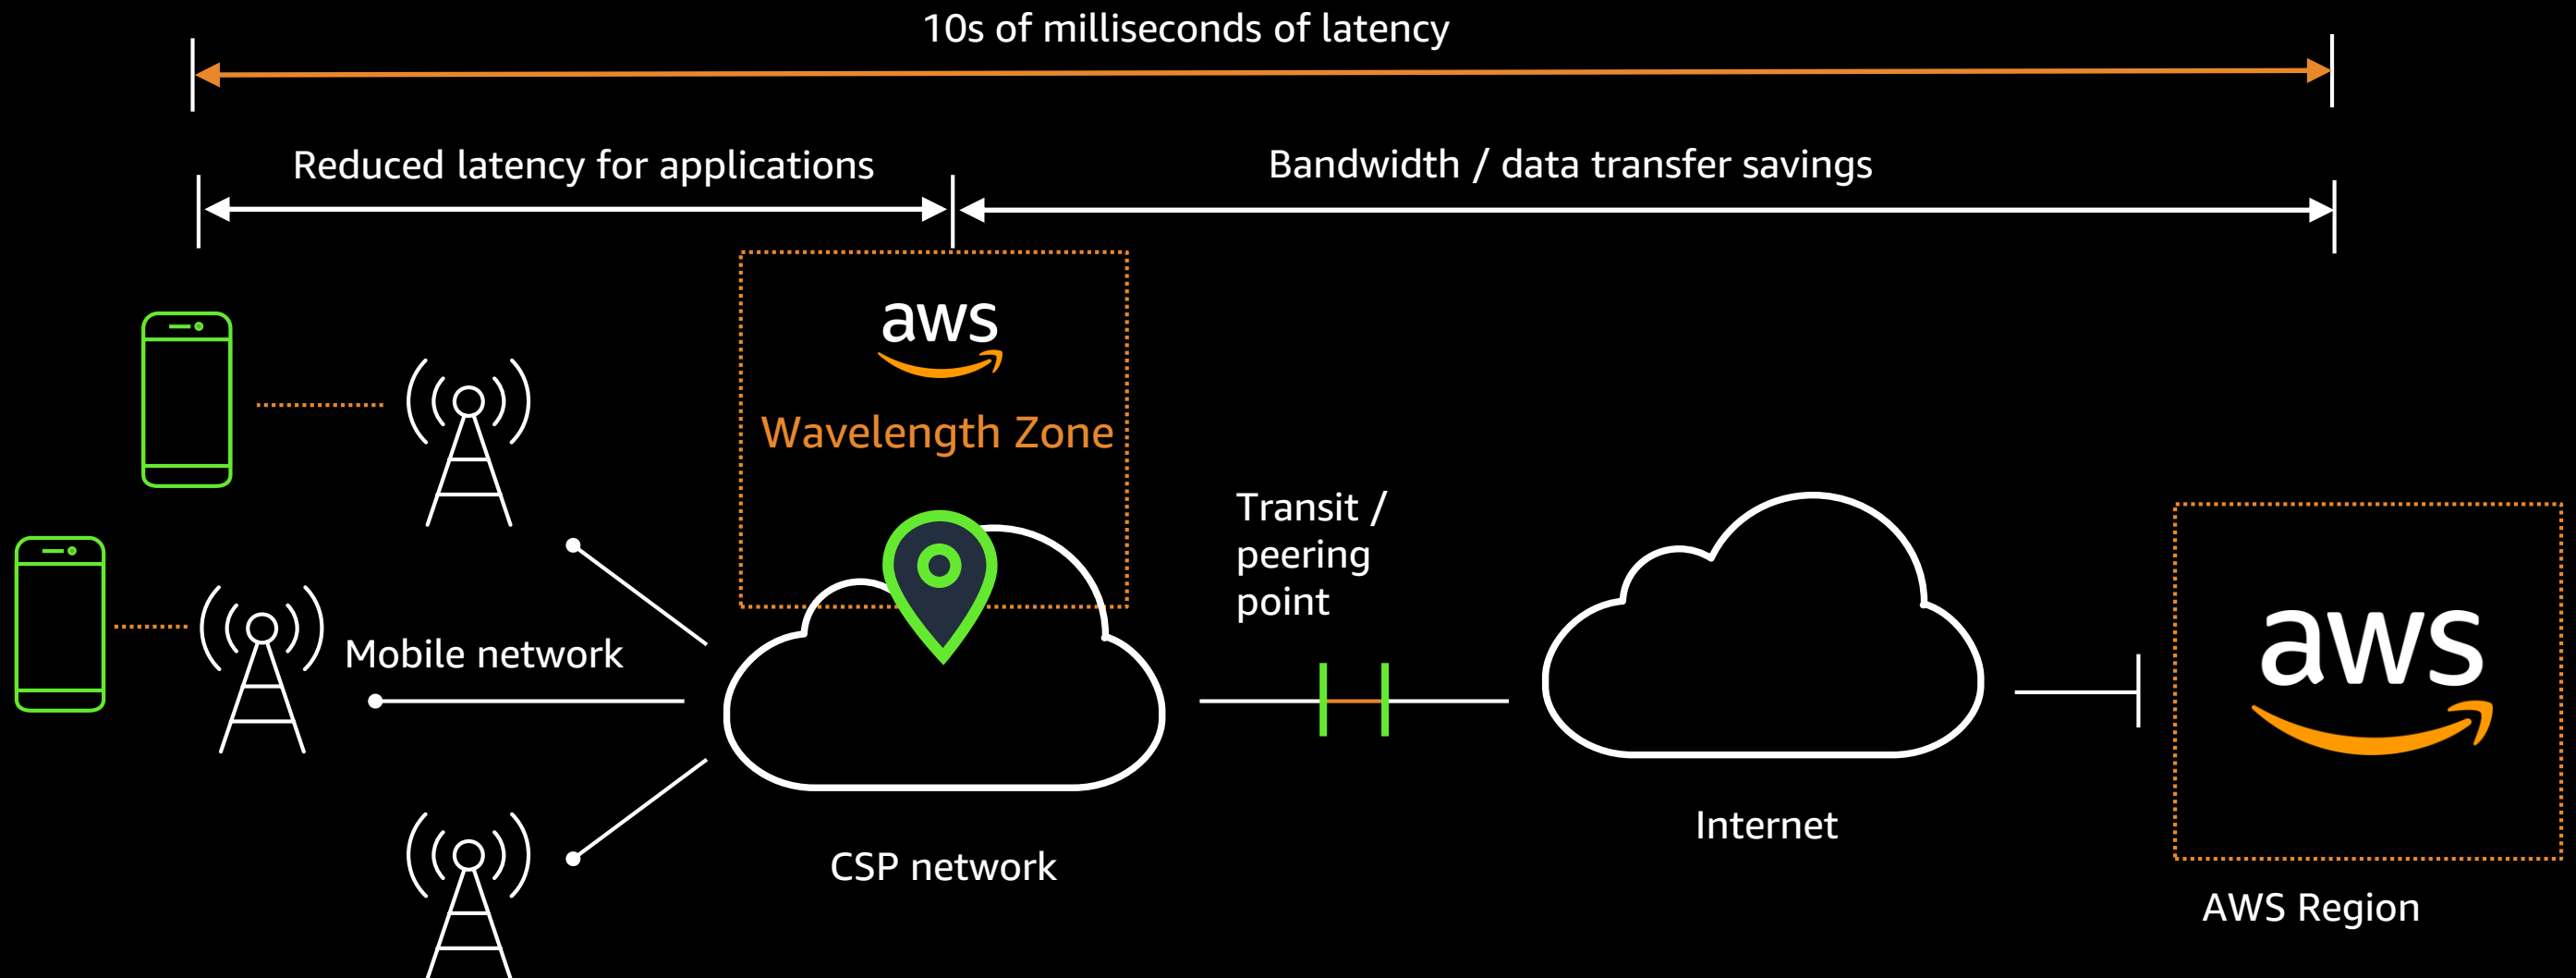 10s of milliseconds of latency
Reduced latency for applications
Bandwidth / data transfer savings
aws
Wavelength Zone
Transit /
peering
point
Mobile network
aws
Internet
CSP network
AWS Region